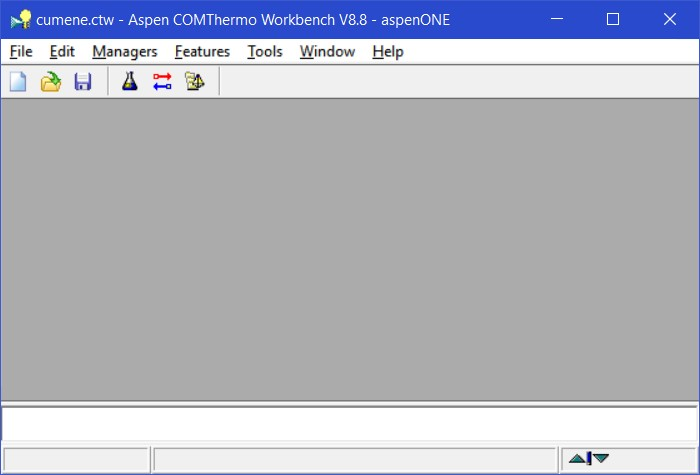 cumene.ctw - Aspen COMThermo Workbench V8.8 - aspenONE
File Edit Managers Features Tools Window Help